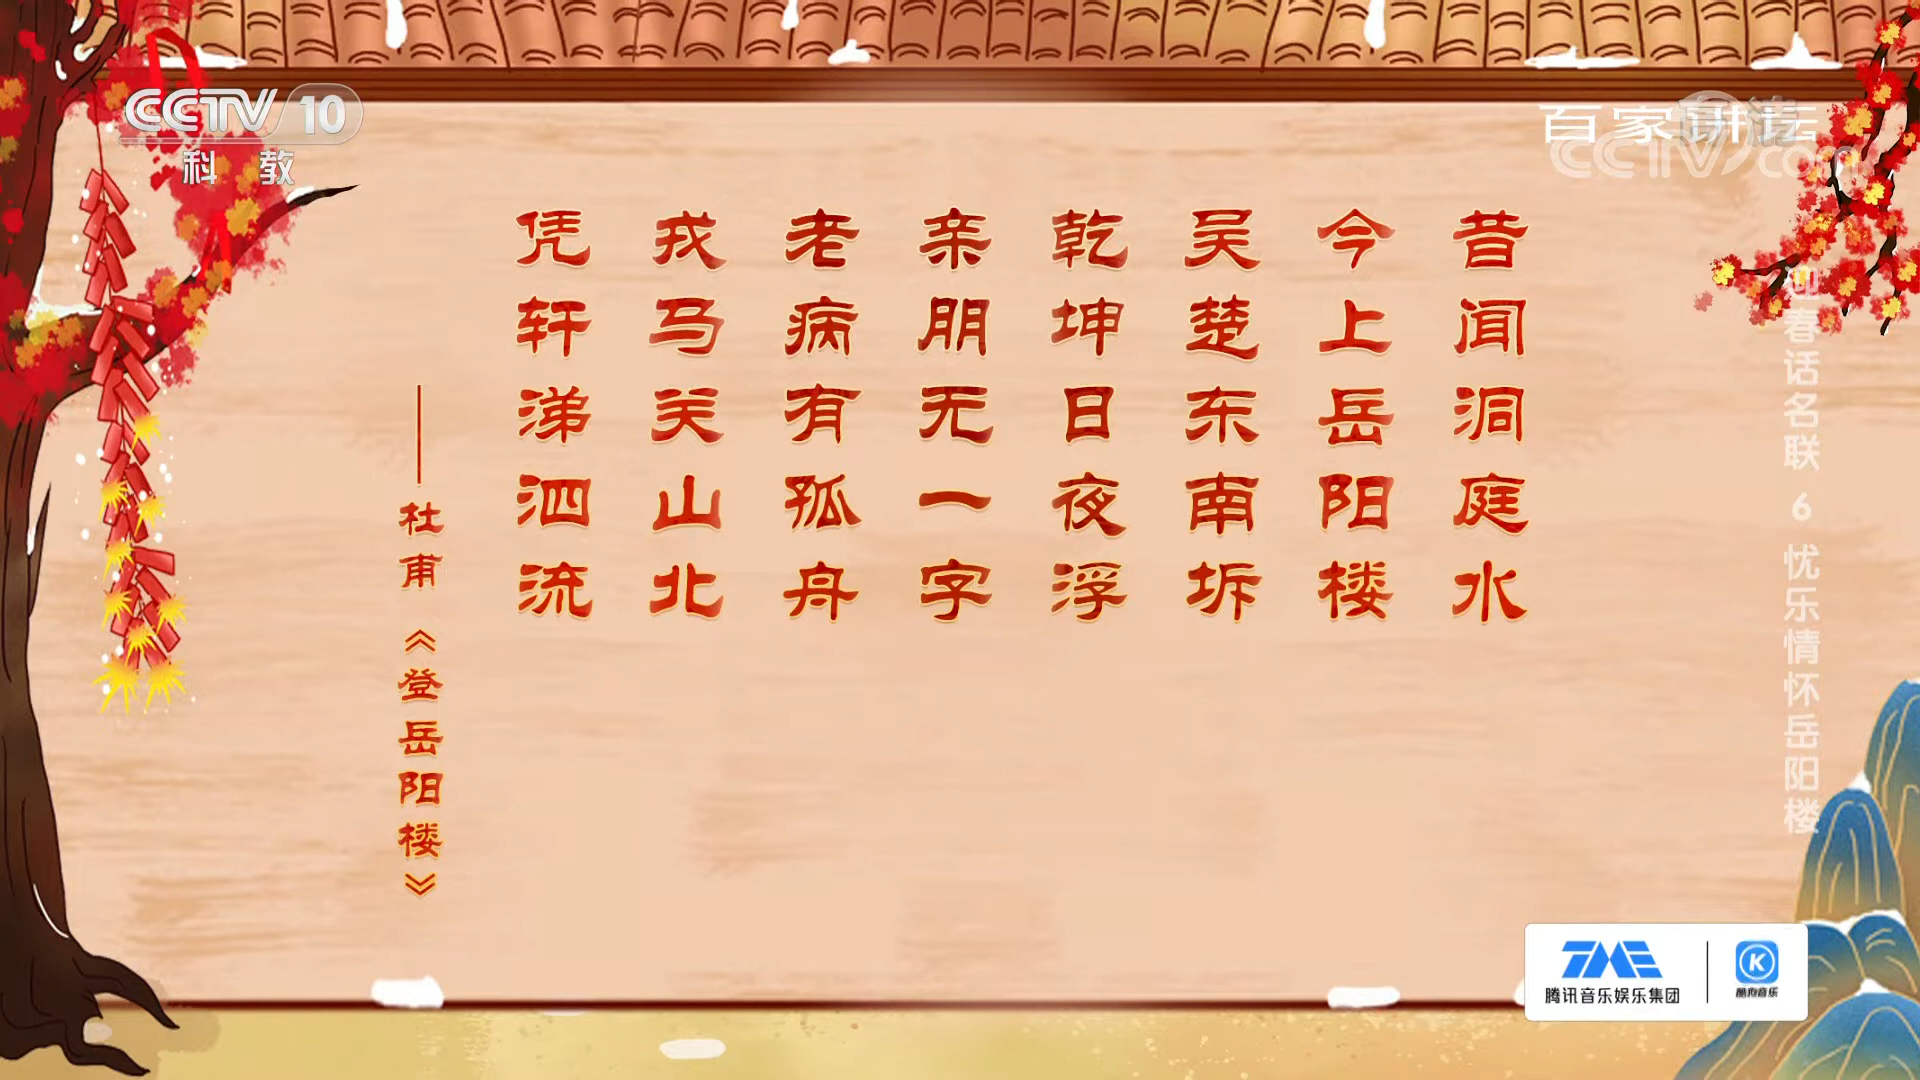 CCTV 10
科 教
百家讲坛
CCTV.com
昔闻洞庭水
今上岳阳楼
吴楚东南坼
乾坤日夜浮
亲朋无一字
老病有孤舟
戎马关山北
凭轩涕泗流
——杜甫《登岳阳楼》
迎春话名联 6 忧乐情怀岳阳楼
TME
腾讯音乐娱乐集团
K
酷狗音乐